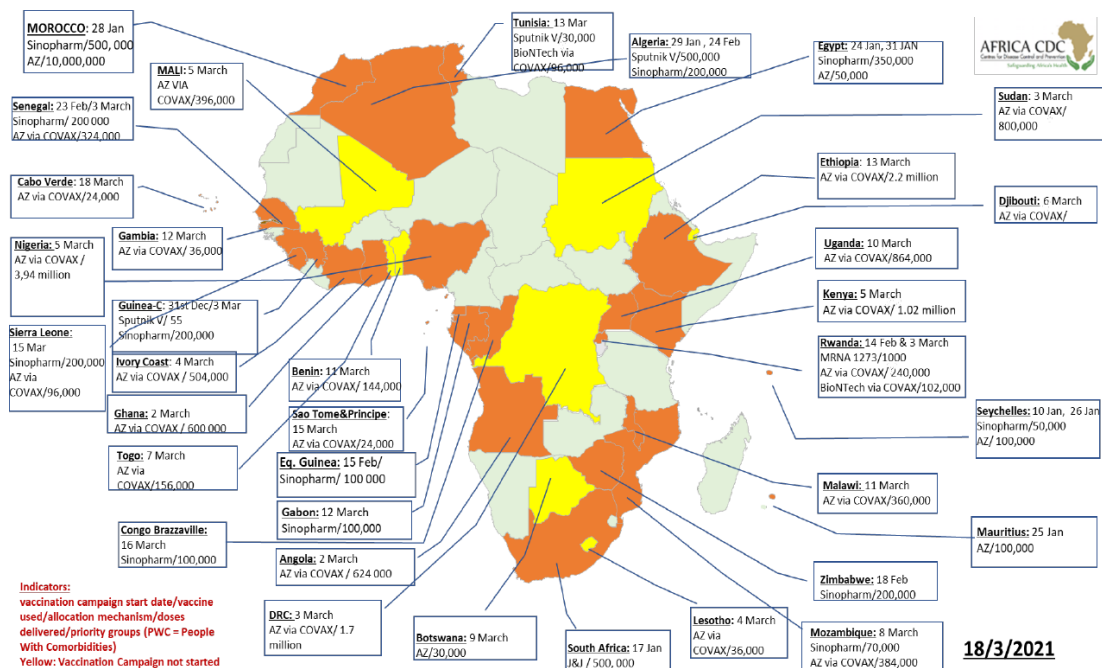 MOROCCO: 28 Jan
Sinopharm/500, 000
AZ/10,000,000
MALI: 5 March
AZ VIA
COVAX/396,000
Tunisia: 13 Mar
Sputnik V/30,000
BioNTech via
COVAX/96,000
Algeria: 29 Jan , 24 Feb
Sputnik V/500,000
Sinopharm/200,000
Egypt: 24 Jan, 31 JAN
Sinopharm/350,000
AZ/50,000
AFRICA CDC
Centres for Disease Control and Prevention
Safeguarding Africa's Health
Senegal: 23 Feb/3 March
Sinopharm/ 200 000
AZ via COVAX/324,000
Sudan: 3 March
AZ via COVAX/
800,000
Cabo Verde: 18 March
AZ via COVAX/24,000
Ethiopia: 13 March
AZ via COVAX/2.2 million
Djibouti: 6 March
AZ via COVAX/
Gambia: 12 March
AZ via COVAX/ 36,000
Nigeria: 5 March
AZ via COVAX /
3,94 million
Uganda: 10 March
AZ via COVAX/864,000
Kenya: 5 March
AZ via COVAX/ 1.02 million
Guinea-C: 31st Dec/3 Mar
Sputnik V/ 55
Sinopharm/200,000
Sierra Leone:
15 Mar
Sinopharm/200,000
AZ via
COVAX/96,000
Ivory Coast: 4 March
AZ via COVAX / 504,000
Benin: 11 March
AZ via COVAX/ 144,000
Rwanda: 14 Feb & 3 March
MRNA 1273/1000
AZ via COVAX/ 240,000
BioNTech via COVAX/102,000
Ghana: 2 March
AZ via COVAX / 600 000
Sao Tome&Principe:
15 March
AZ via COVAX/24,000
Seychelles: 10 Jan, 26 Jan
Sinopharm/50,000
AZ/ 100,000
Togo: 7 March
AZ via
COVAX/156,000
Eq. Guinea: 15 Feb/
Sinopharm/ 100 000
Malawi: 11 March
AZ via COVAX/360,000
Gabon: 12 March
Sinopharm/100,000
Congo Brazzaville:
16 March
Sinopharm/100,000
Mauritius: 25 Jan
AZ/100,000
Angola: 2 March
AZ via COVAX / 624 000
Zimbabwe: 18 Feb
Sinopharm/200,000
Indicators:
vaccination campaign start date/vaccine
used/allocation mechanism/doses
delivered/priority groups (PWC = People
With Comorbidities)
Yellow: Vaccination Campaign not started
DRC: 3 March
AZ via COVAX/ 1.7
million
Botswana: 9 March
AZ/30,000
South Africa: 17 Jan
J&J / 500, 000
Lesotho: 4 March
AZ via
COVAX/36,000
Mozambique: 8 March
Sinopharm/70,000
AZ via COVAX/384,000
18/3/2021